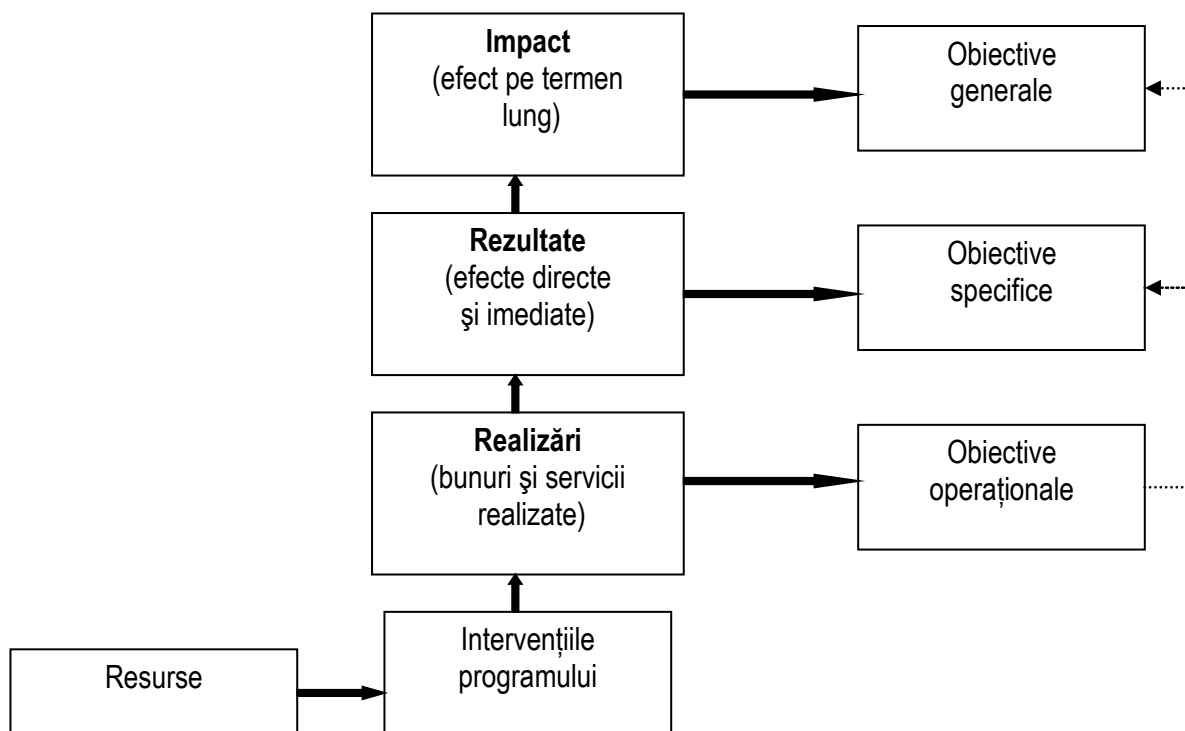 Impact
(efect pe termen
lung)
Obiective
generale
Rezultate
(efecte directe
şi imediate)
Obiective
specifice
Realizări
(bunuri şi servicii
realizate)
Obiective
operaționale
Intervențiile
programului
Resurse